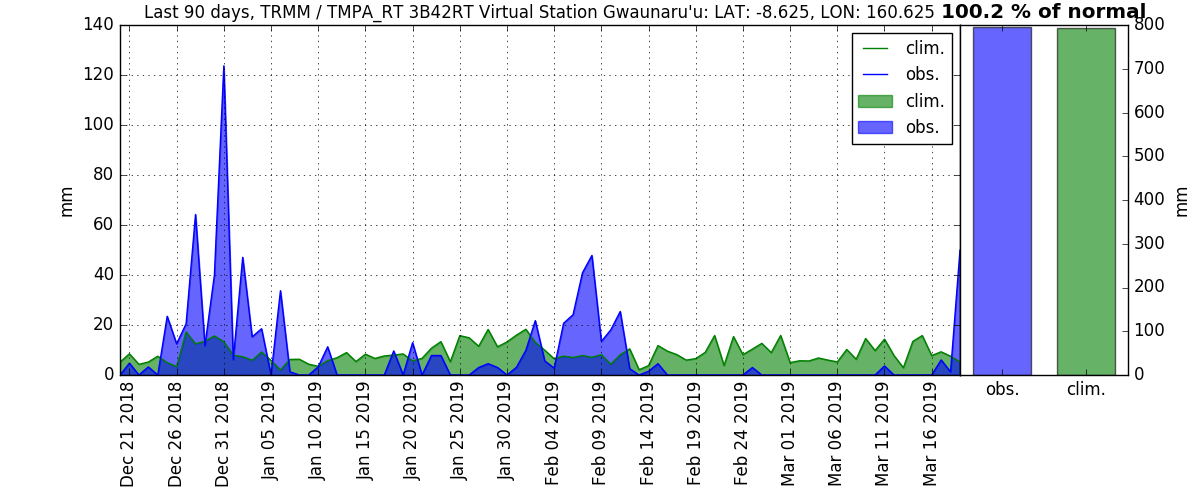 Last 90 days, TRMM / TMPA_RT 3B42RT Virtual Station Gwaunaru'u: LAT: -8.625, LON: 160.625 100.2 % of normal
140
120
100
80
60
40
20
0
mm
clim.
obs.
clim.
obs.
800
700
600
500
400
300
200
100
0
mm
Dec 21 2018
Dec 26 2018
Dec 31 2018
Jan 05 2019
Jan 10 2019
Jan 15 2019
Jan 20 2019
Jan 25 2019
Jan 30 2019
Feb 04 2019
Feb 09 2019
Feb 14 2019
Feb 19 2019
Feb 24 2019
Mar 01 2019
Mar 06 2019
Mar 11 2019
Mar 16 2019
obs.
clim.